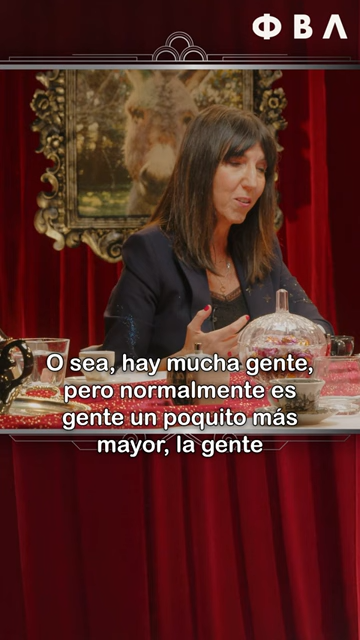 ΦΒΛ
O sea, hay mucha gente,
pero normalmente es
gente un poquito más
mayor, la gente